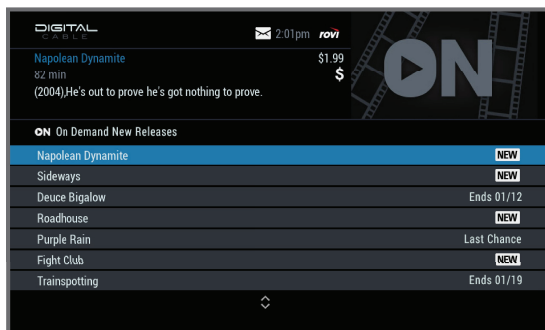 DIGITAL
CABLE
2:01pm rovi
Napolean Dynamite $1.99
82 min $
(2004),He's out to prove he's got nothing to prove.
ON
ON On Demand New Releases
Napolean Dynamite NEW
Sideways NEW
Deuce Bigalow Ends 01/12
Roadhouse NEW
Purple Rain Last Chance
Fight Club NEW
Trainspotting Ends 01/19